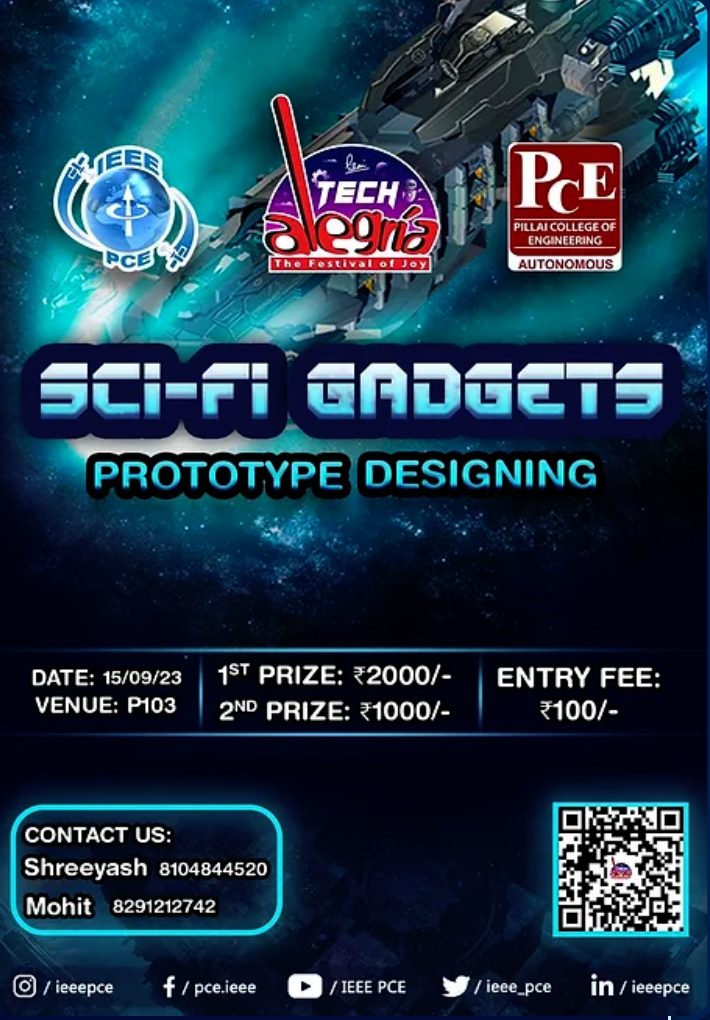 IEEE
PCE
TECH
alegría
The Festival of Joy
PCE
PILLAI COLLEGE OF
ENGINEERING
AUTONOMOUS
SCI-FI GADGETS
PROTOTYPE DESIGNING
DATE: 15/09/23
VENUE: P103
1ST PRIZE: ₹2000/-
2ND PRIZE: ₹1000/-
ENTRY FEE:
₹100/-
CONTACT US:
Shreeyash 8104844520
Mohit 8291212742
/ ieeepce
/ pce.ieee
/ IEEE PCE
/ ieee_pce
in / ieeepce